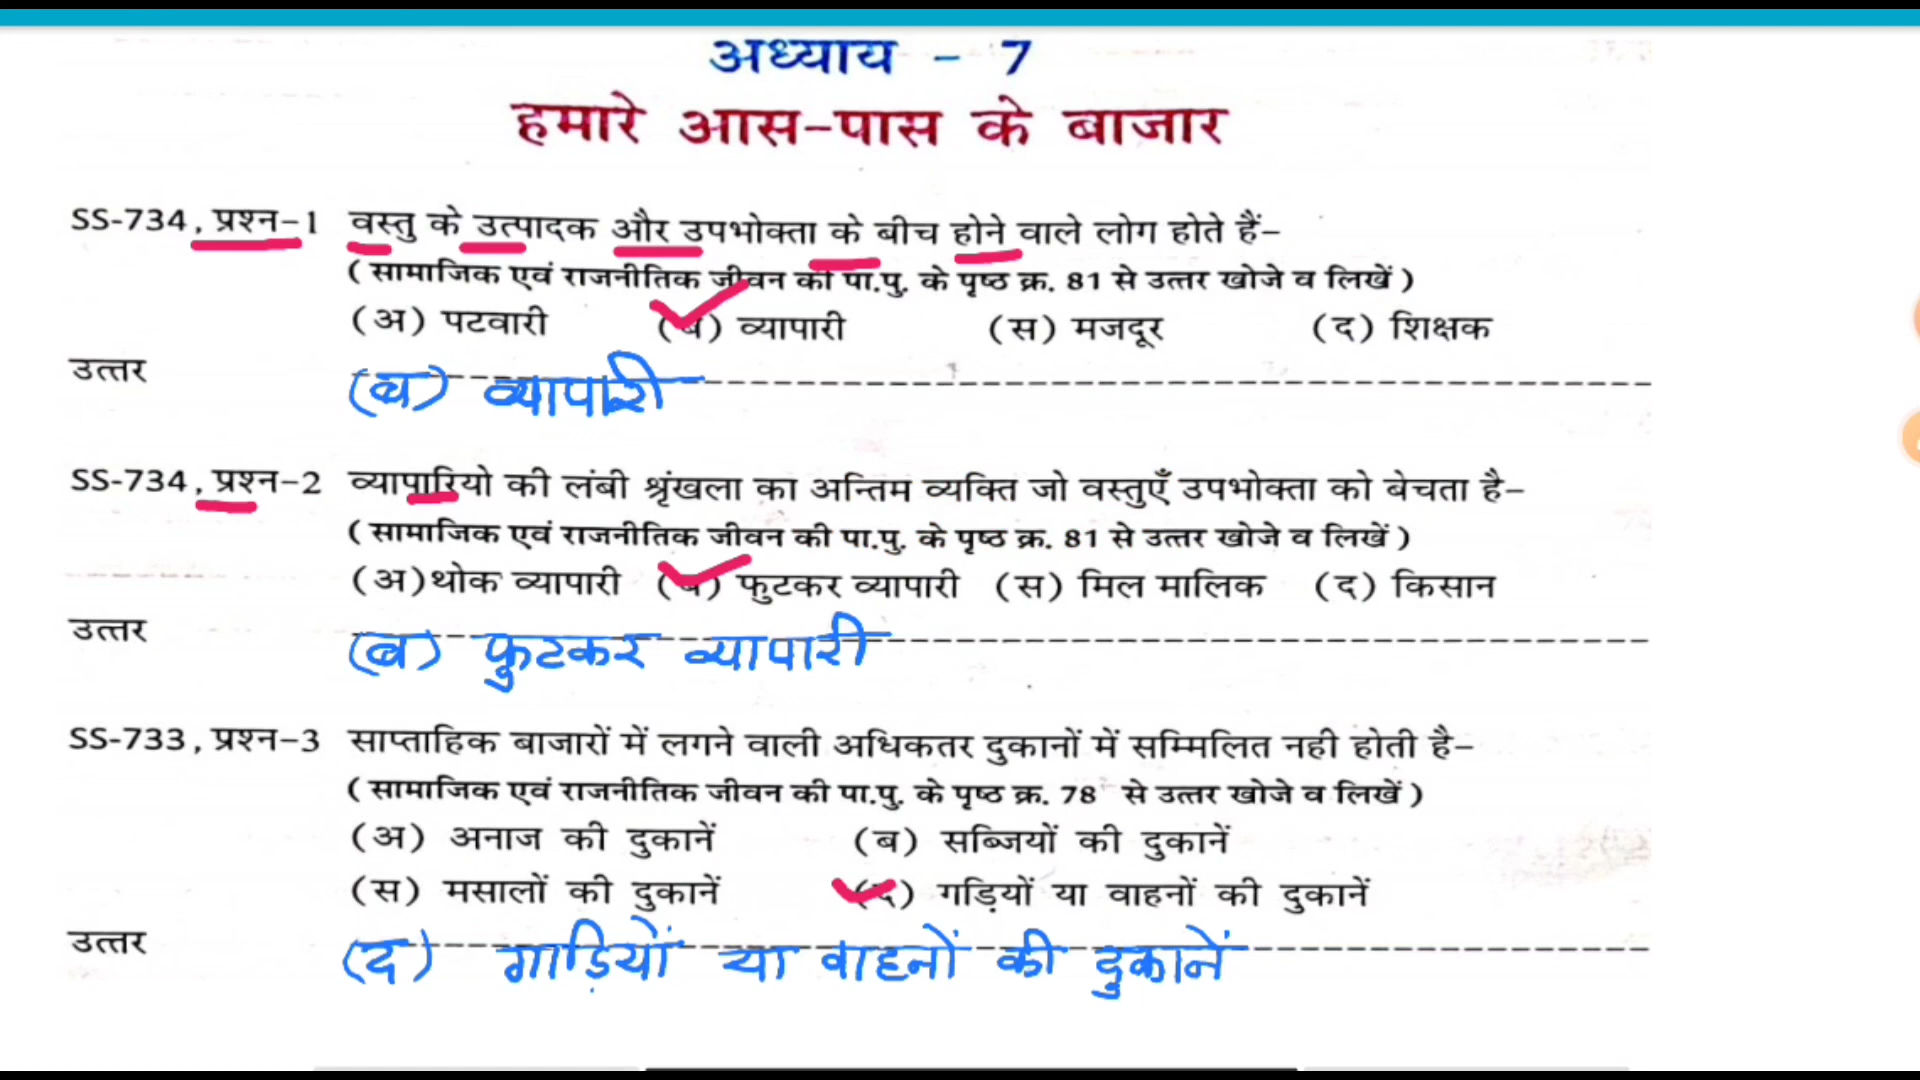 अध्याय - 7
हमारे आस-पास के बाजार
SS-734, प्रश्न-1 वस्तु के उत्पादक और उपभोक्ता के बीच होने वाले लोग होते हैं-
( सामाजिक एवं राजनीतिक जीवन की पा.पु. के पृष्ठ क्र. 81 से उत्तर खोजे व लिखें )
(अ) पटवारी (ब) व्यापारी (स) मजदूर (द) शिक्षक
उत्तर (ब) व्यापारी
SS-734, प्रश्न-2 व्यापारियो की लंबी श्रृंखला का अन्तिम व्यक्ति जो वस्तुएँ उपभोक्ता को बेचता है-
( सामाजिक एवं राजनीतिक जीवन की पा.पु. के पृष्ठ क्र. 81 से उत्तर खोजे व लिखें )
(अ)थोक व्यापारी (ब) फुटकर व्यापारी (स) मिल मालिक (द) किसान
उत्तर (ब) फुटकर व्यापारी
SS-733, प्रश्न-3 साप्ताहिक बाजारों में लगने वाली अधिकतर दुकानों में सम्मिलित नही होती है-
( सामाजिक एवं राजनीतिक जीवन की पा.पु. के पृष्ठ क्र. 78 से उत्तर खोजे व लिखें )
(अ) अनाज की दुकानें (ब) सब्जियों की दुकानें
(स) मसालों की दुकानें (द) गड़ियों या वाहनों की दुकानें
उत्तर (द) गाड़ियों या वाहनों की दुकानें